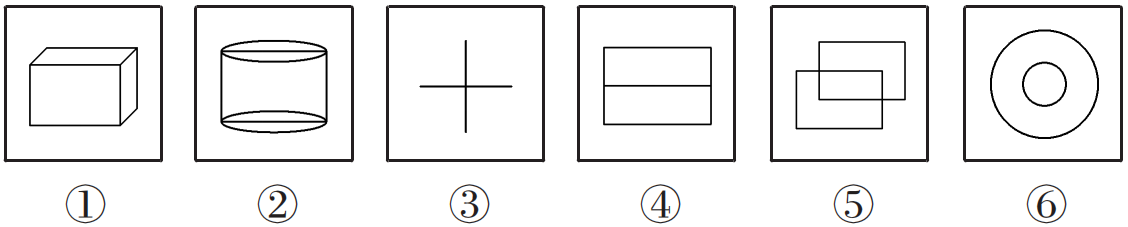 ① ② ③ ④ ⑤ ⑥